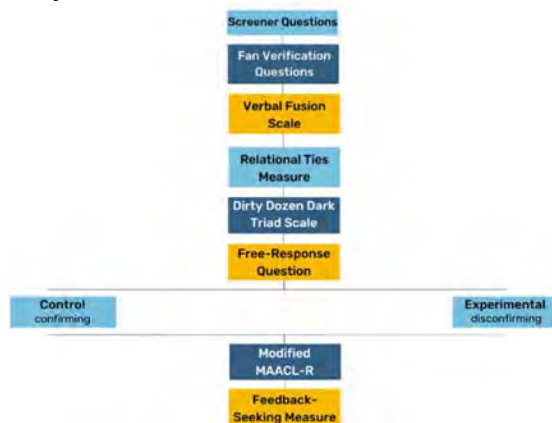 Screener Questions
Fan Verification
Questions
Verbal Fusion
Scale
Relational Ties
Measure
Dirty Dozen Dark
Triad Scale
Free-Response
Question
Control
confirming
Experimental
disconfirming
Modified
MAACL-R
Feedback-
Seeking Measure